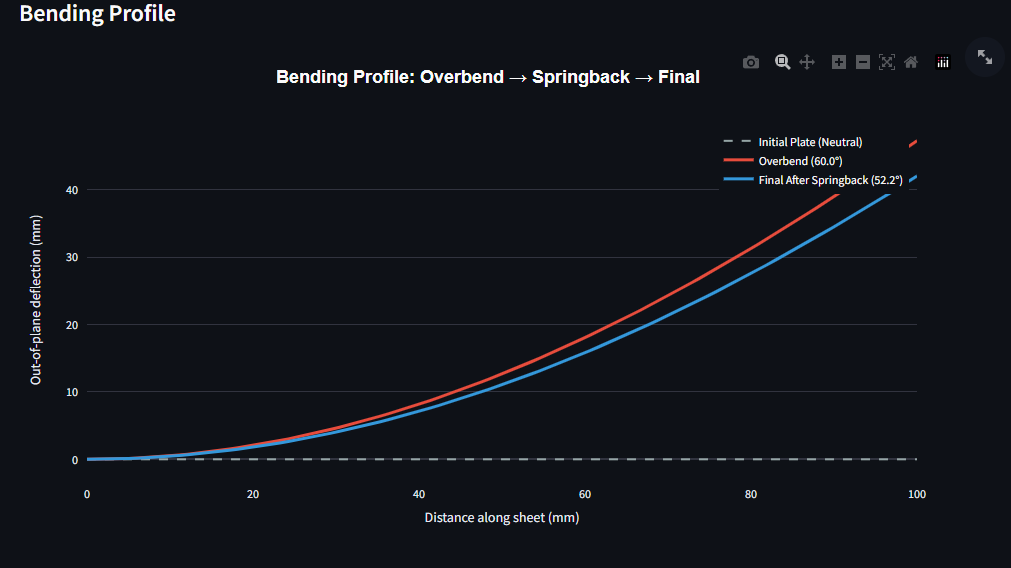 Bending Profile
Bending Profile: Overbend → Springback → Final
Initial Plate (Neutral)
Overbend (60.0°)
Final After Springback (52.2°)
40
30
20
10
0
Out-of-plane deflection (mm)
0 20 40 60 80 100
Distance along sheet (mm)